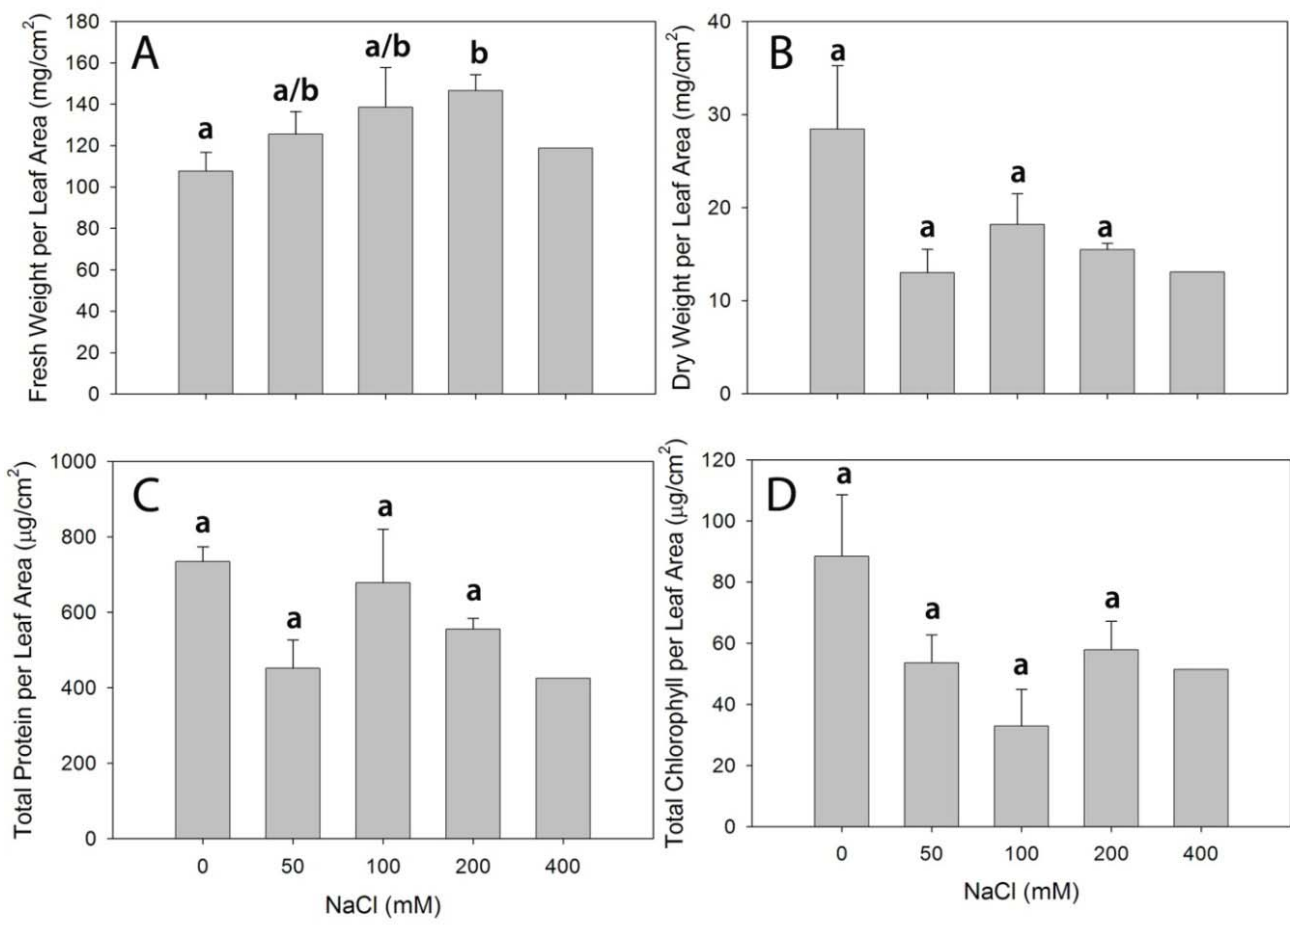 A
Fresh Weight per Leaf Area (mg/cm²)
180
160
140
120
100
80
60
40
20
0
a
a/b
a/b
b
B
Dry Weight per Leaf Area (mg/cm²)
40
30
20
10
0
a
a
a
a
C
Total Protein per Leaf Area (µg/cm²)
1000
800
600
400
200
0
a
a
a
a
0 50 100 200 400
NaCl (mM)
D
Total Chlorophyll per Leaf Area (µg/cm²)
120
100
80
60
40
20
0
a
a
a
a
0 50 100 200 400
NaCl (mM)